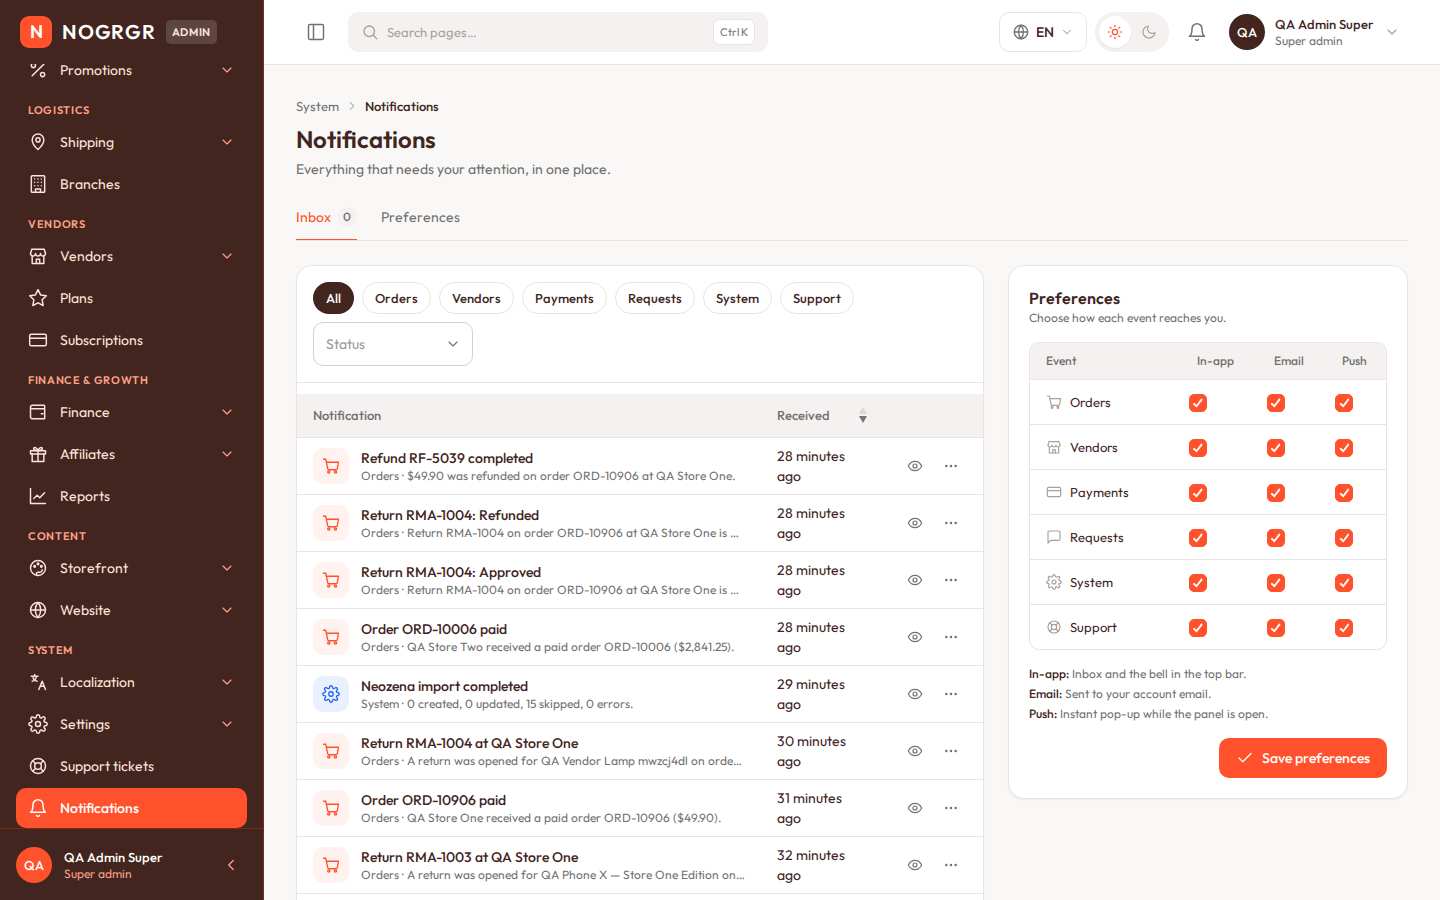 NOGRGR ADMIN
Promotions
LOGISTICS
Shipping
Branches
VENDORS
Vendors
Plans
Subscriptions
FINANCE & GROWTH
Finance
Affiliates
Reports
CONTENT
Storefront
Website
SYSTEM
Localization
Settings
Support tickets
Notifications
QA QA Admin Super
Super admin
Search pages... Ctrl K
EN
QA QA Admin Super
Super admin
System > Notifications
Notifications
Everything that needs your attention, in one place.
Inbox 0 Preferences
All Orders Vendors Payments Requests System Support
Status
Notification Received
Refund RF-5039 completed
Orders · $49.90 was refunded on order ORD-10906 at QA Store One.
28 minutes ago
Return RMA-1004: Refunded
Orders · Return RMA-1004 on order ORD-10906 at QA Store One is ...
28 minutes ago
Return RMA-1004: Approved
Orders · Return RMA-1004 on order ORD-10906 at QA Store One is ...
28 minutes ago
Order ORD-10006 paid
Orders · QA Store Two received a paid order ORD-10006 ($2,841.25).
28 minutes ago
Neozena import completed
System · 0 created, 0 updated, 15 skipped, 0 errors.
29 minutes ago
Return RMA-1004 at QA Store One
Orders · A return was opened for QA Vendor Lamp mwzcj4dl on orde...
30 minutes ago
Order ORD-10906 paid
Orders · QA Store One received a paid order ORD-10906 ($49.90).
31 minutes ago
Return RMA-1003 at QA Store One
Orders · A return was opened for QA Phone X — Store One Edition on...
32 minutes ago
Preferences
Choose how each event reaches you.
Event In-app Email Push
Orders
Vendors
Payments
Requests
System
Support
In-app: Inbox and the bell in the top bar.
Email: Sent to your account email.
Push: Instant pop-up while the panel is open.
Save preferences